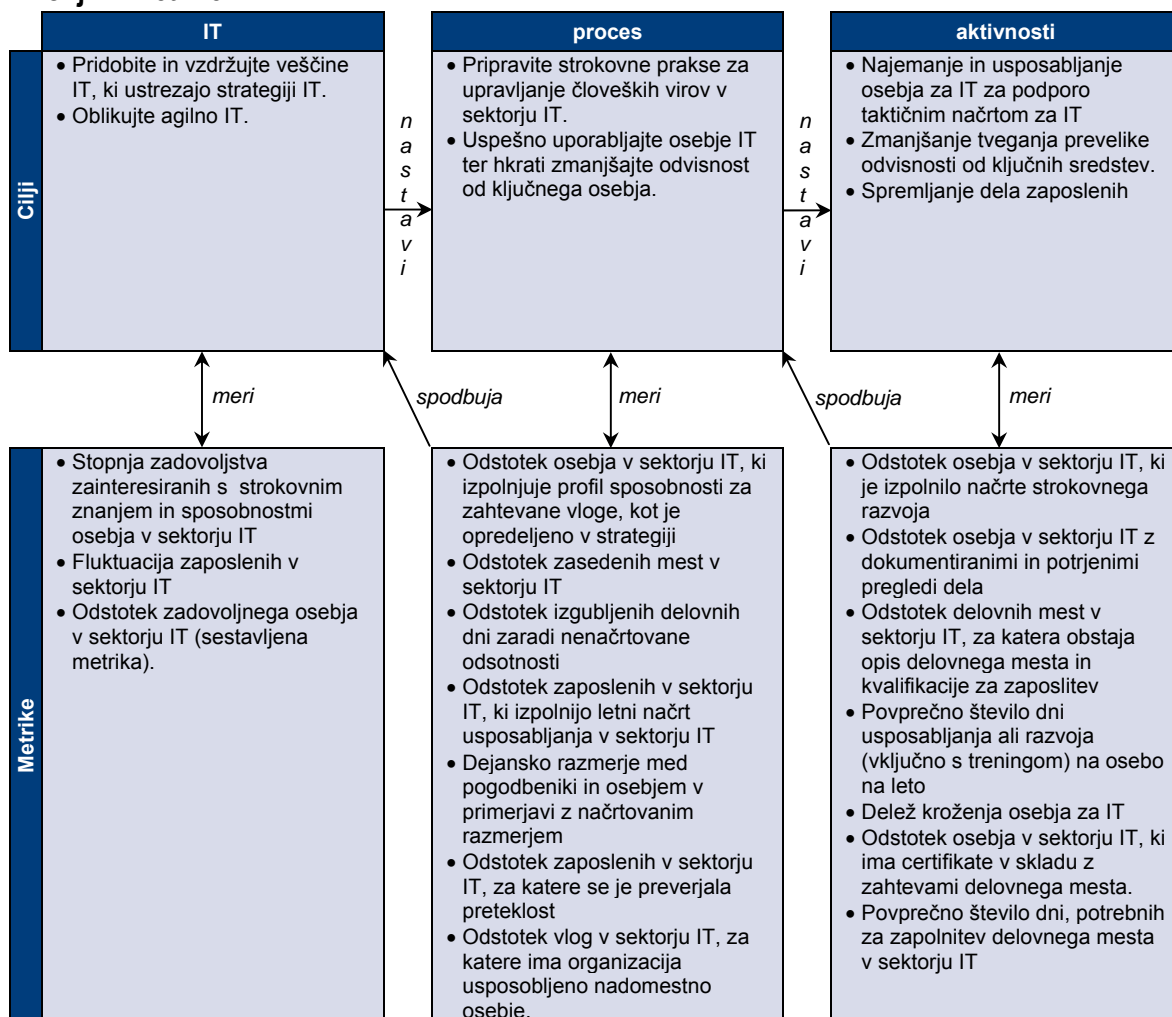 IT
proces
aktivnosti
Cilji
• Pridobite in vzdržujte veščine
IT, ki ustrezajo strategiji IT.
• Oblikujte agilno IT.
nastavi
• Pripravite strokovne prakse za
upravljanje človeških virov v
sektorju IT.
• Uspešno uporabljajte osebje IT
ter hkrati zmanjšajte odvisnost
od ključnega osebja.
nastavi
• Najemanje in usposabljanje
osebja za IT za podporo
taktičnim načrtom za IT
• Zmanjšanje tveganja prevelike
odvisnosti od ključnih sredstev.
• Spremljanje dela zaposlenih
meri
spodbuja
meri
spodbuja
meri
Metrike
• Stopnja zadovoljstva
zainteresiranih s strokovnim
znanjem in sposobnostmi
osebja v sektorju IT
• Fluktuacija zaposlenih v
sektorju IT
• Odstotek zadovoljnega osebja
v sektorju IT (sestavljena
metrika).
• Odstotek osebja v sektorju IT, ki
izpolnjuje profil sposobnosti za
zahtevane vloge, kot je
opredeljeno v strategiji
• Odstotek zasedenih mest v
sektorju IT
• Odstotek izgubljenih delovnih
dni zaradi nenačrtovane
odsotnosti
• Odstotek zaposlenih v sektorju
IT, ki izpolnijo letni načrt
usposabljanja v sektorju IT
• Dejansko razmerje med
pogodbeniki in osebjem v
primerjavi z načrtovanim
razmerjem
• Odstotek zaposlenih v sektorju
IT, za katere se je preverjala
preteklost
• Odstotek vlog v sektorju IT, za
katere ima organizacija
usposobljeno nadomestno
osebje.
• Odstotek osebja v sektorju IT, ki
je izpolnilo načrte strokovnega
razvoja
• Odstotek osebja v sektorju IT z
dokumentiranimi in potrjenimi
pregledi dela
• Odstotek delovnih mest v
sektorju IT, za katera obstaja
opis delovnega mesta in
kvalifikacije za zaposlitev
• Povprečno število dni
usposabljanja ali razvoja
(vključno s treningom) na osebo
na leto
• Delež kroženja osebja za IT
• Odstotek osebja v sektorju IT, ki
ima certifikate v skladu z
zahtevami delovnega mesta.
• Povprečno število dni, potrebnih
za zapolnitev delovnega mesta
v sektorju IT